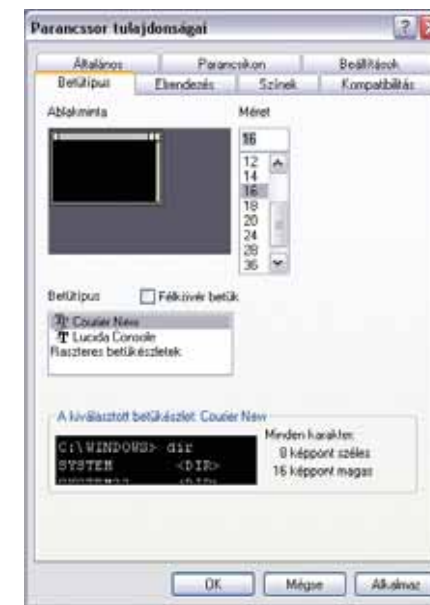 Parancssor tulajdonságai
Általános Parancsikon Beállítások
Betűtípus Elrendezés Színek Kompatibilitás
Ablakminta Méret
16
12
14
16
18
20
24
28
36
Betűtípus Félkövér betűk
Courier New
Lucida Console
Raszteres betűkészletek
A kiválasztott betűkészlet: Courier New
C:\WINDOWS> dir
SYSTEM <DIR>
Minden karakter:
8 képpont széles
16 képpont magas
OK Mégse Alkalmaz